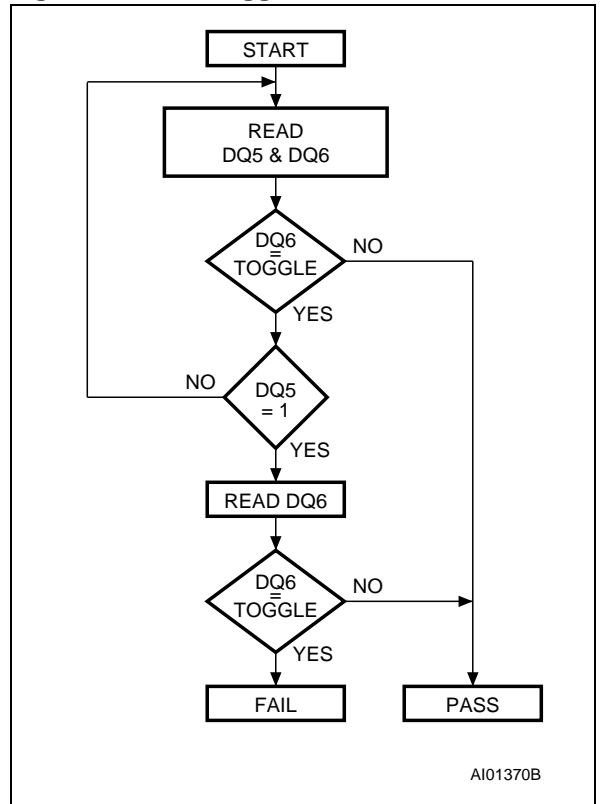 START
READ
DQ5 & DQ6
DQ6
=
TOGGLE
NO
YES
NO
DQ5
= 1
YES
READ DQ6
DQ6
=
TOGGLE
NO
YES
FAIL
PASS
AI01370B